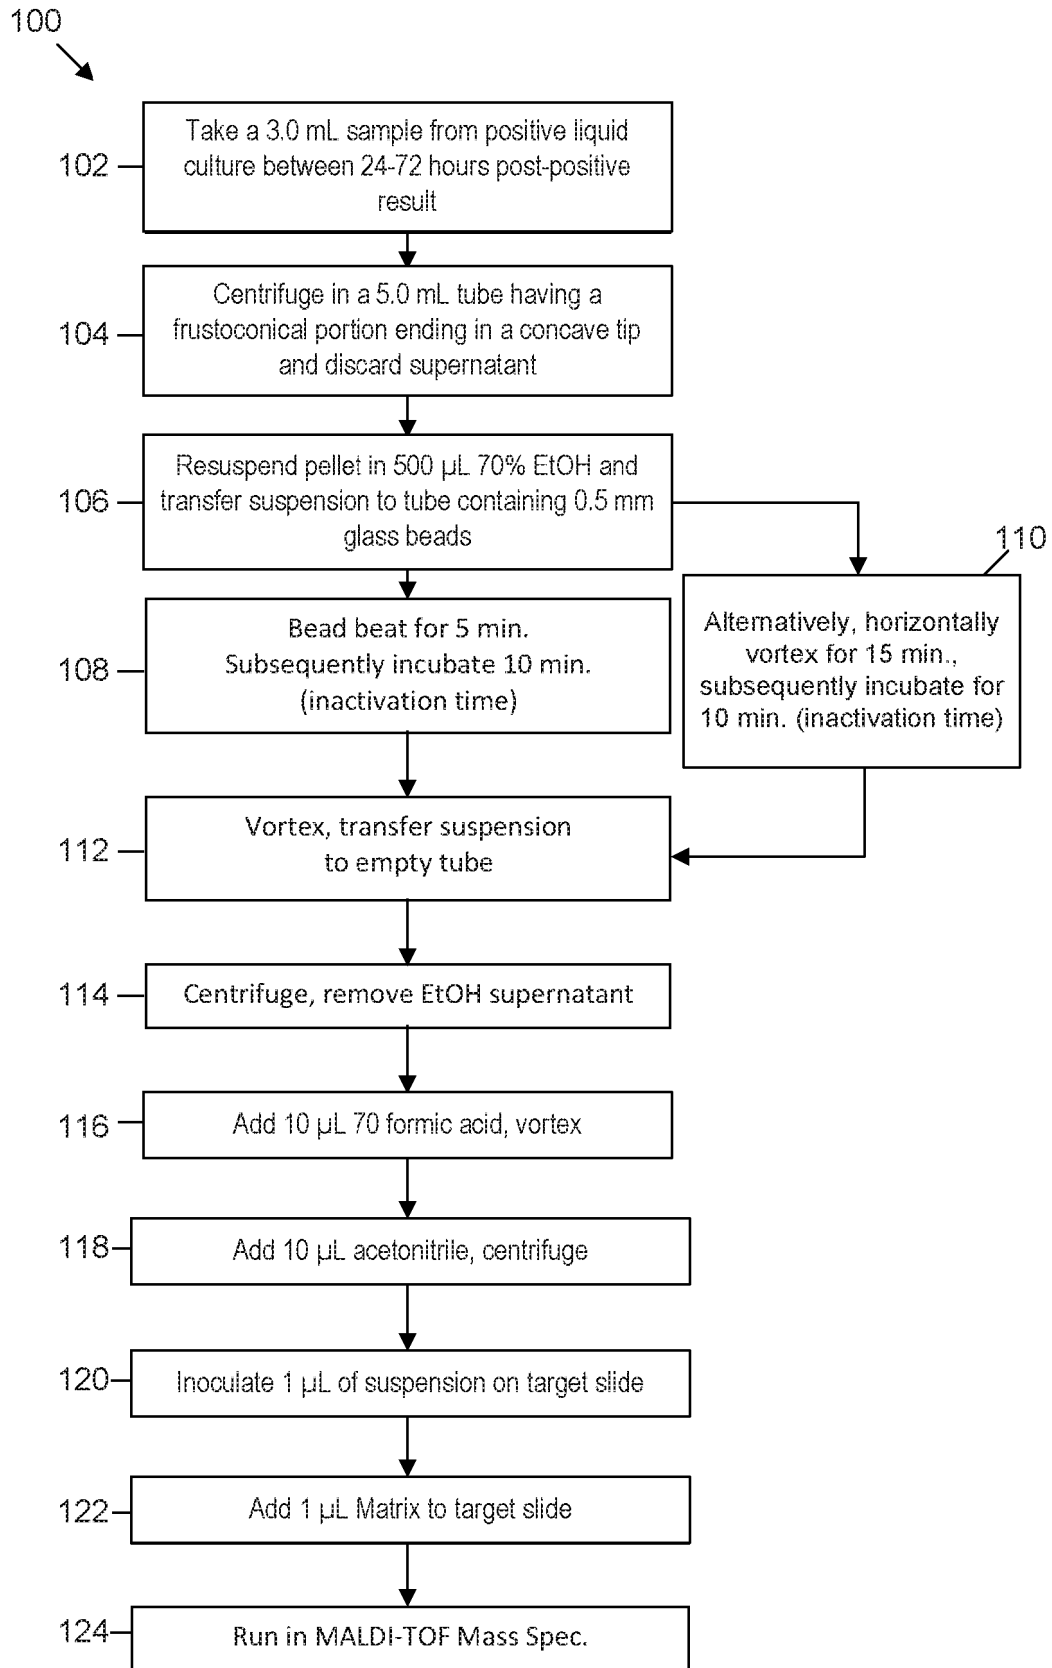 100
102
Take a 3.0 mL sample from positive liquid
culture between 24-72 hours post-positive
result
104
Centrifuge in a 5.0 mL tube having a
frustoconical portion ending in a concave tip
and discard supernatant
106
Resuspend pellet in 500 µL 70% EtOH and
transfer suspension to tube containing 0.5 mm
glass beads
110
Alternatively, horizontally
vortex for 15 min.,
subsequently incubate for
10 min. (inactivation time)
108
Bead beat for 5 min.
Subsequently incubate 10 min.
(inactivation time)
112
Vortex, transfer suspension
to empty tube
114
Centrifuge, remove EtOH supernatant
116
Add 10 µL 70 formic acid, vortex
118
Add 10 µL acetonitrile, centrifuge
120
Inoculate 1 µL of suspension on target slide
122
Add 1 µL Matrix to target slide
124
Run in MALDI-TOF Mass Spec.